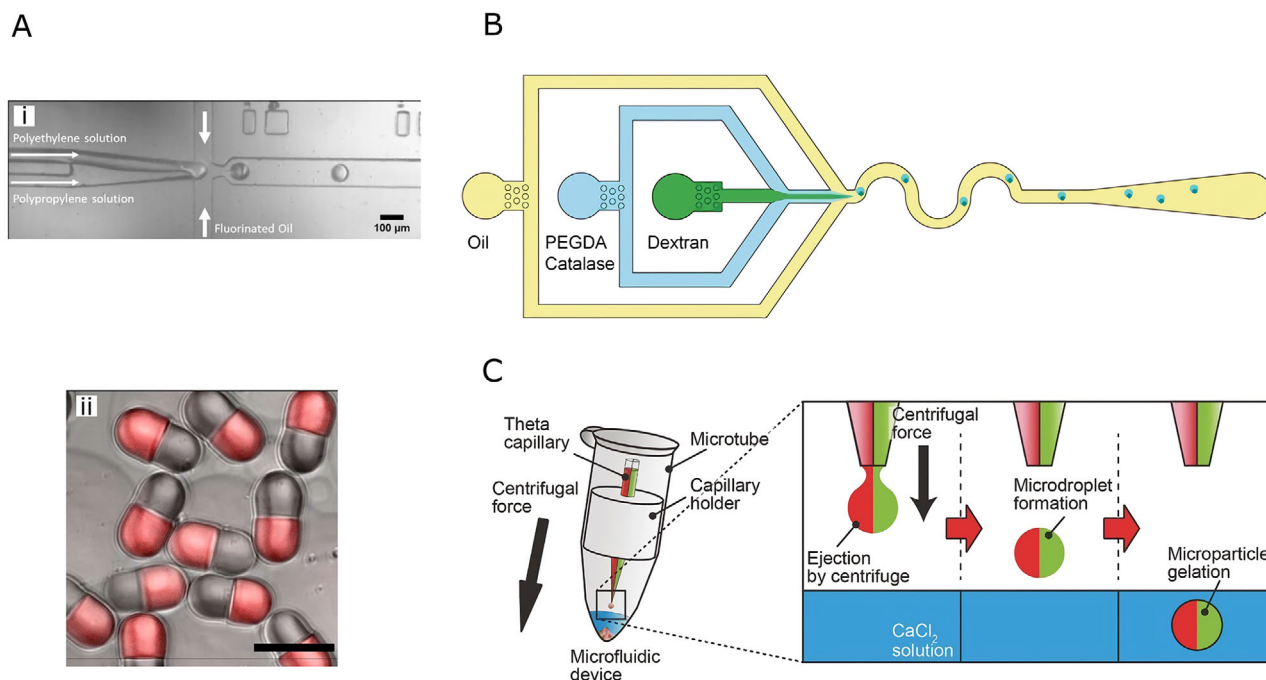 A
i
Polyethylene solution
Polypropylene solution
Fluorinated Oil
100 µm
ii
B
Oil
PEGDA
Catalase
Dextran
C
Theta
capillary
Microtube
Centrifugal
force
Capillary
holder
Microfluidic
device
Centrifugal
force
Ejection
by centrifuge
Microdroplet
formation
Microparticle
gelation
CaCl₂
solution